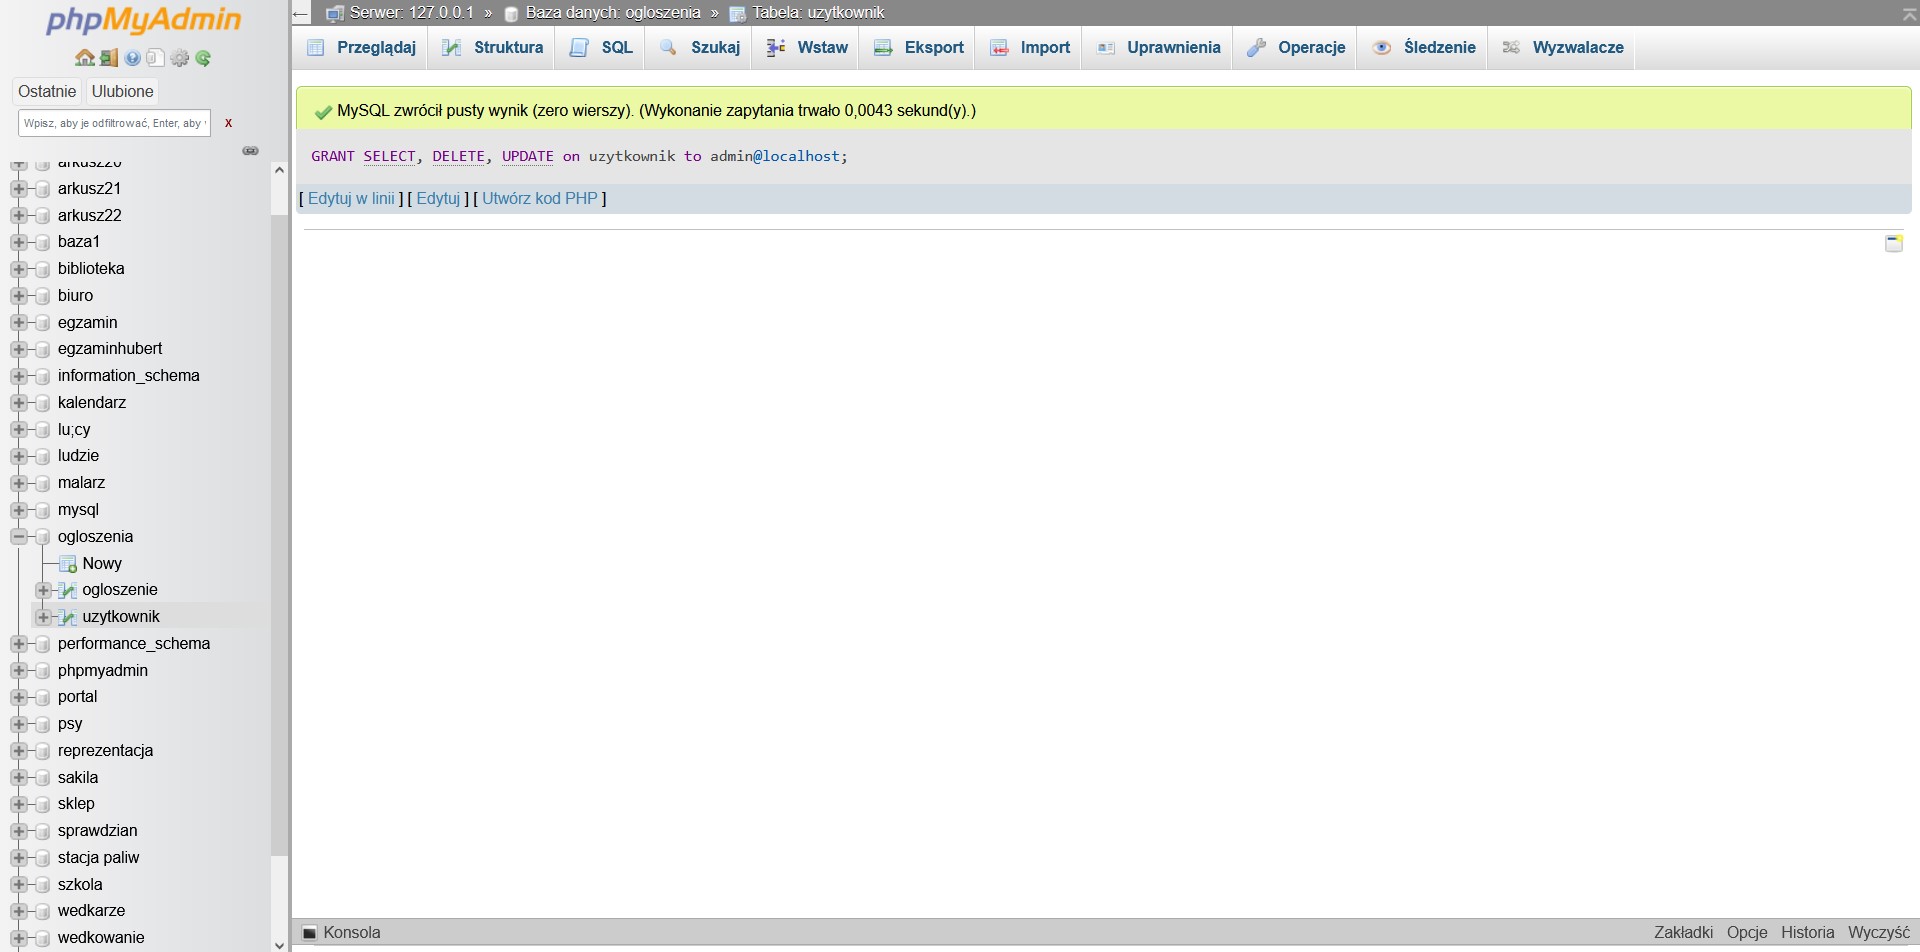 phpMyAdmin
Ostatnie Ulubione
Wpisz, aby je odfiltrować, Enter, aby
X
arkusz20
arkusz21
arkusz22
baza1
biblioteka
biuro
egzamin
egzaminhubert
information_schema
kalendarz
lu;cy
ludzie
malarz
mysql
ogloszenia
Nowy
ogloszenie
uzytkownik
performance_schema
phpmyadmin
portal
psy
reprezentacja
sakila
sklep
sprawdzian
stacja paliw
szkola
wedkarze
wedkowanie
Serwer: 127.0.0.1 » Baza danych: ogloszenia » Tabela: uzytkownik
Przeglądaj Struktura SQL Szukaj Wstaw Eksport Import Uprawnienia Operacje Śledzenie Wyzwalacze
MySQL zwrócił pusty wynik (zero wierszy). (Wykonanie zapytania trwało 0,0043 sekund(y).)
GRANT SELECT, DELETE, UPDATE on uzytkownik to admin@localhost;
[ Edytuj w linii ] [ Edytuj ] [ Utwórz kod PHP ]
Konsola
Zakładki Opcje Historia Wyczyść